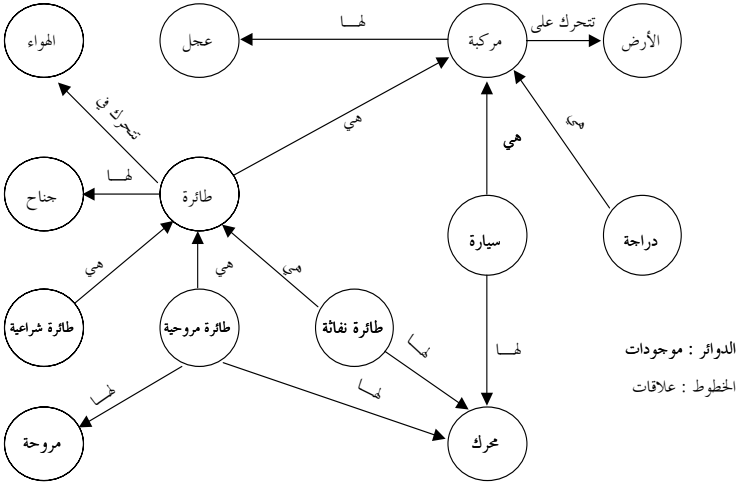 الأرض
تتحرك على
مركبة
لهـــا
عجل
الهواء
هي
هي
هي
تتحرك في
جناح
لهـــا
طائرة
سيارة
دراجة
هي
هي
هي
طائرة شراعية
طائرة مروحية
طائرة نفاثة
لهـــا
لهـــا
الدوائر : موجودات
الخطوط : علاقات
لهـــا
لهـــا
مروحة
محرك